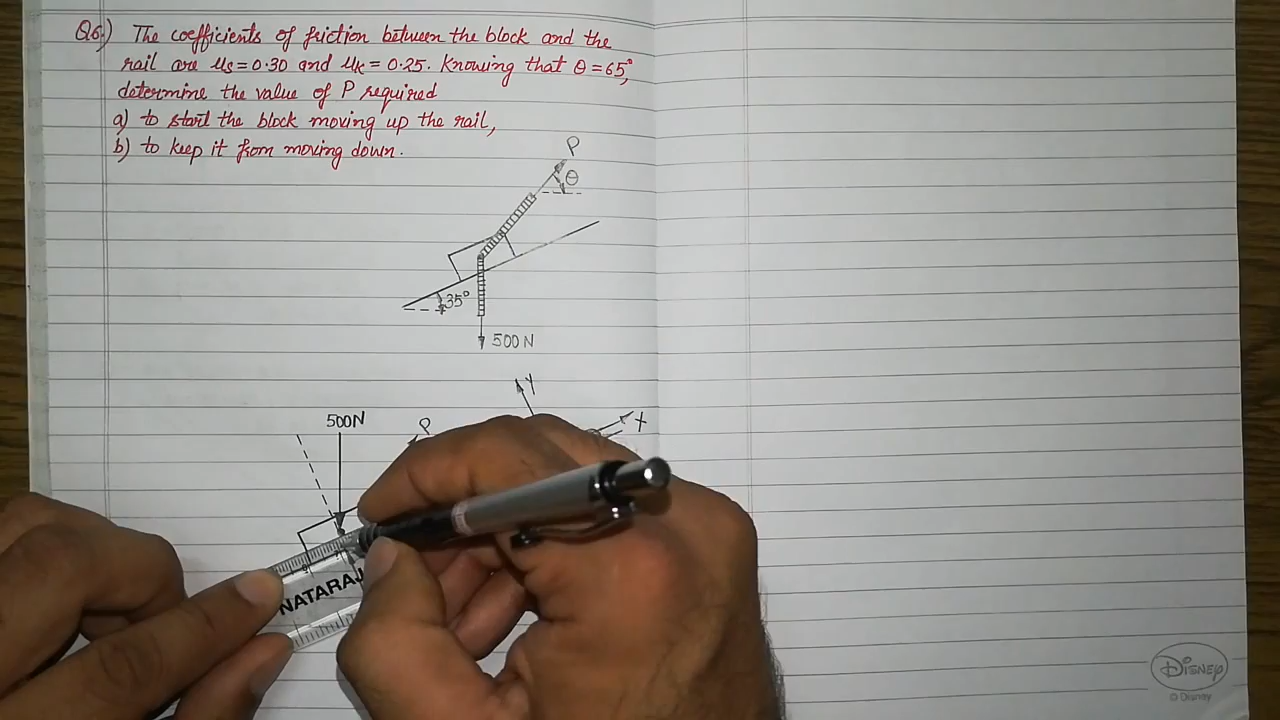 Q6.) The coefficients of friction between the block and the
rail are μs = 0.30 and μk = 0.25. Knowing that θ = 65°,
determine the value of P required
a) to start the block moving up the rail,
b) to keep it from moving down.
P
θ
35°
500 N
Y
500N
P
X
NATARAJ
DISNEY
© Disney